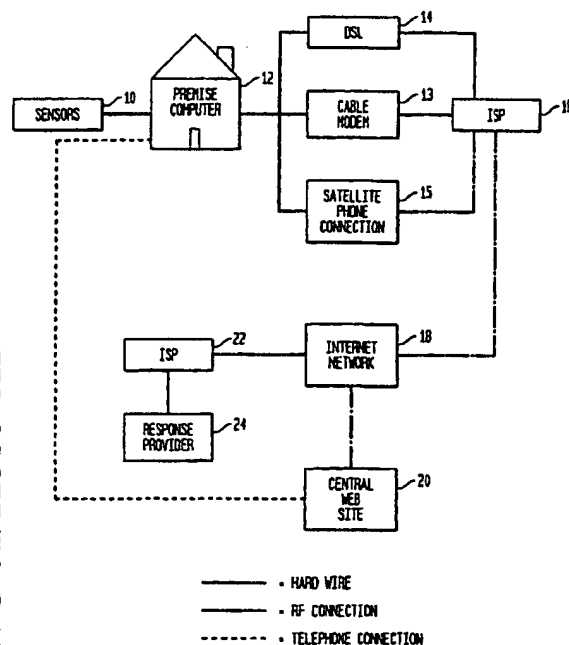 14
DSL
10
12
PREMISE
COMPUTER
SENSORS
13
CABLE
MODEM
ISP
15
SATELLITE
PHONE
CONNECTION
22
ISP
18
INTERNET
NETWORK
24
RESPONSE
PROVIDER
20
CENTRAL
WEB
SITE
- HARD WIRE
- RF CONNECTION
- TELEPHONE CONNECTION